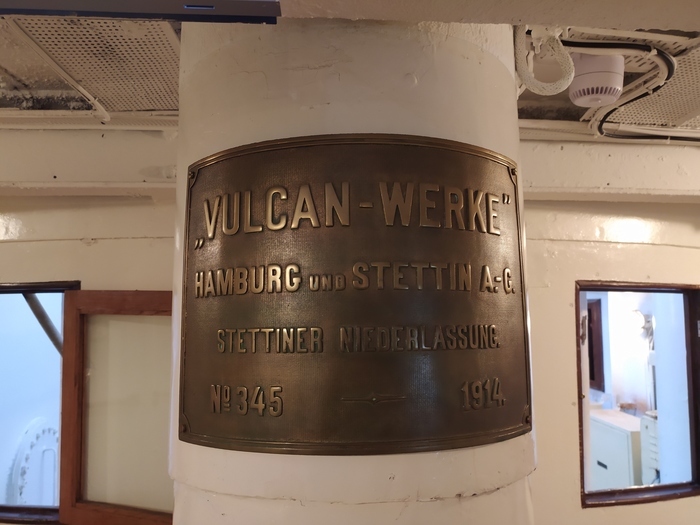 „VULCAN-WERKE”
HAMBURG UND STETTIN A.-G.
STETTINER NIEDERLASSUNG.
Nº 345 1914.